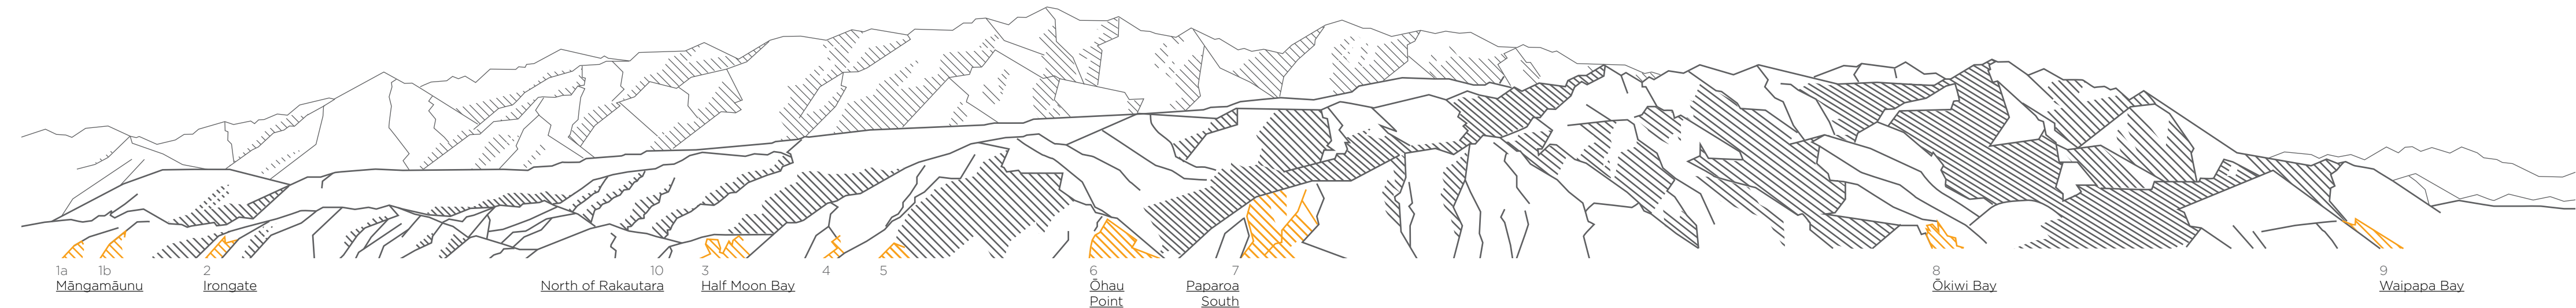 1a 1b 2 10 3 4 5 6 7 8 9
Māngamāunu Irongate North of Rakautara Half Moon Bay Ōhau Paparoa Ōkiwi Bay Waipapa Bay
Point South